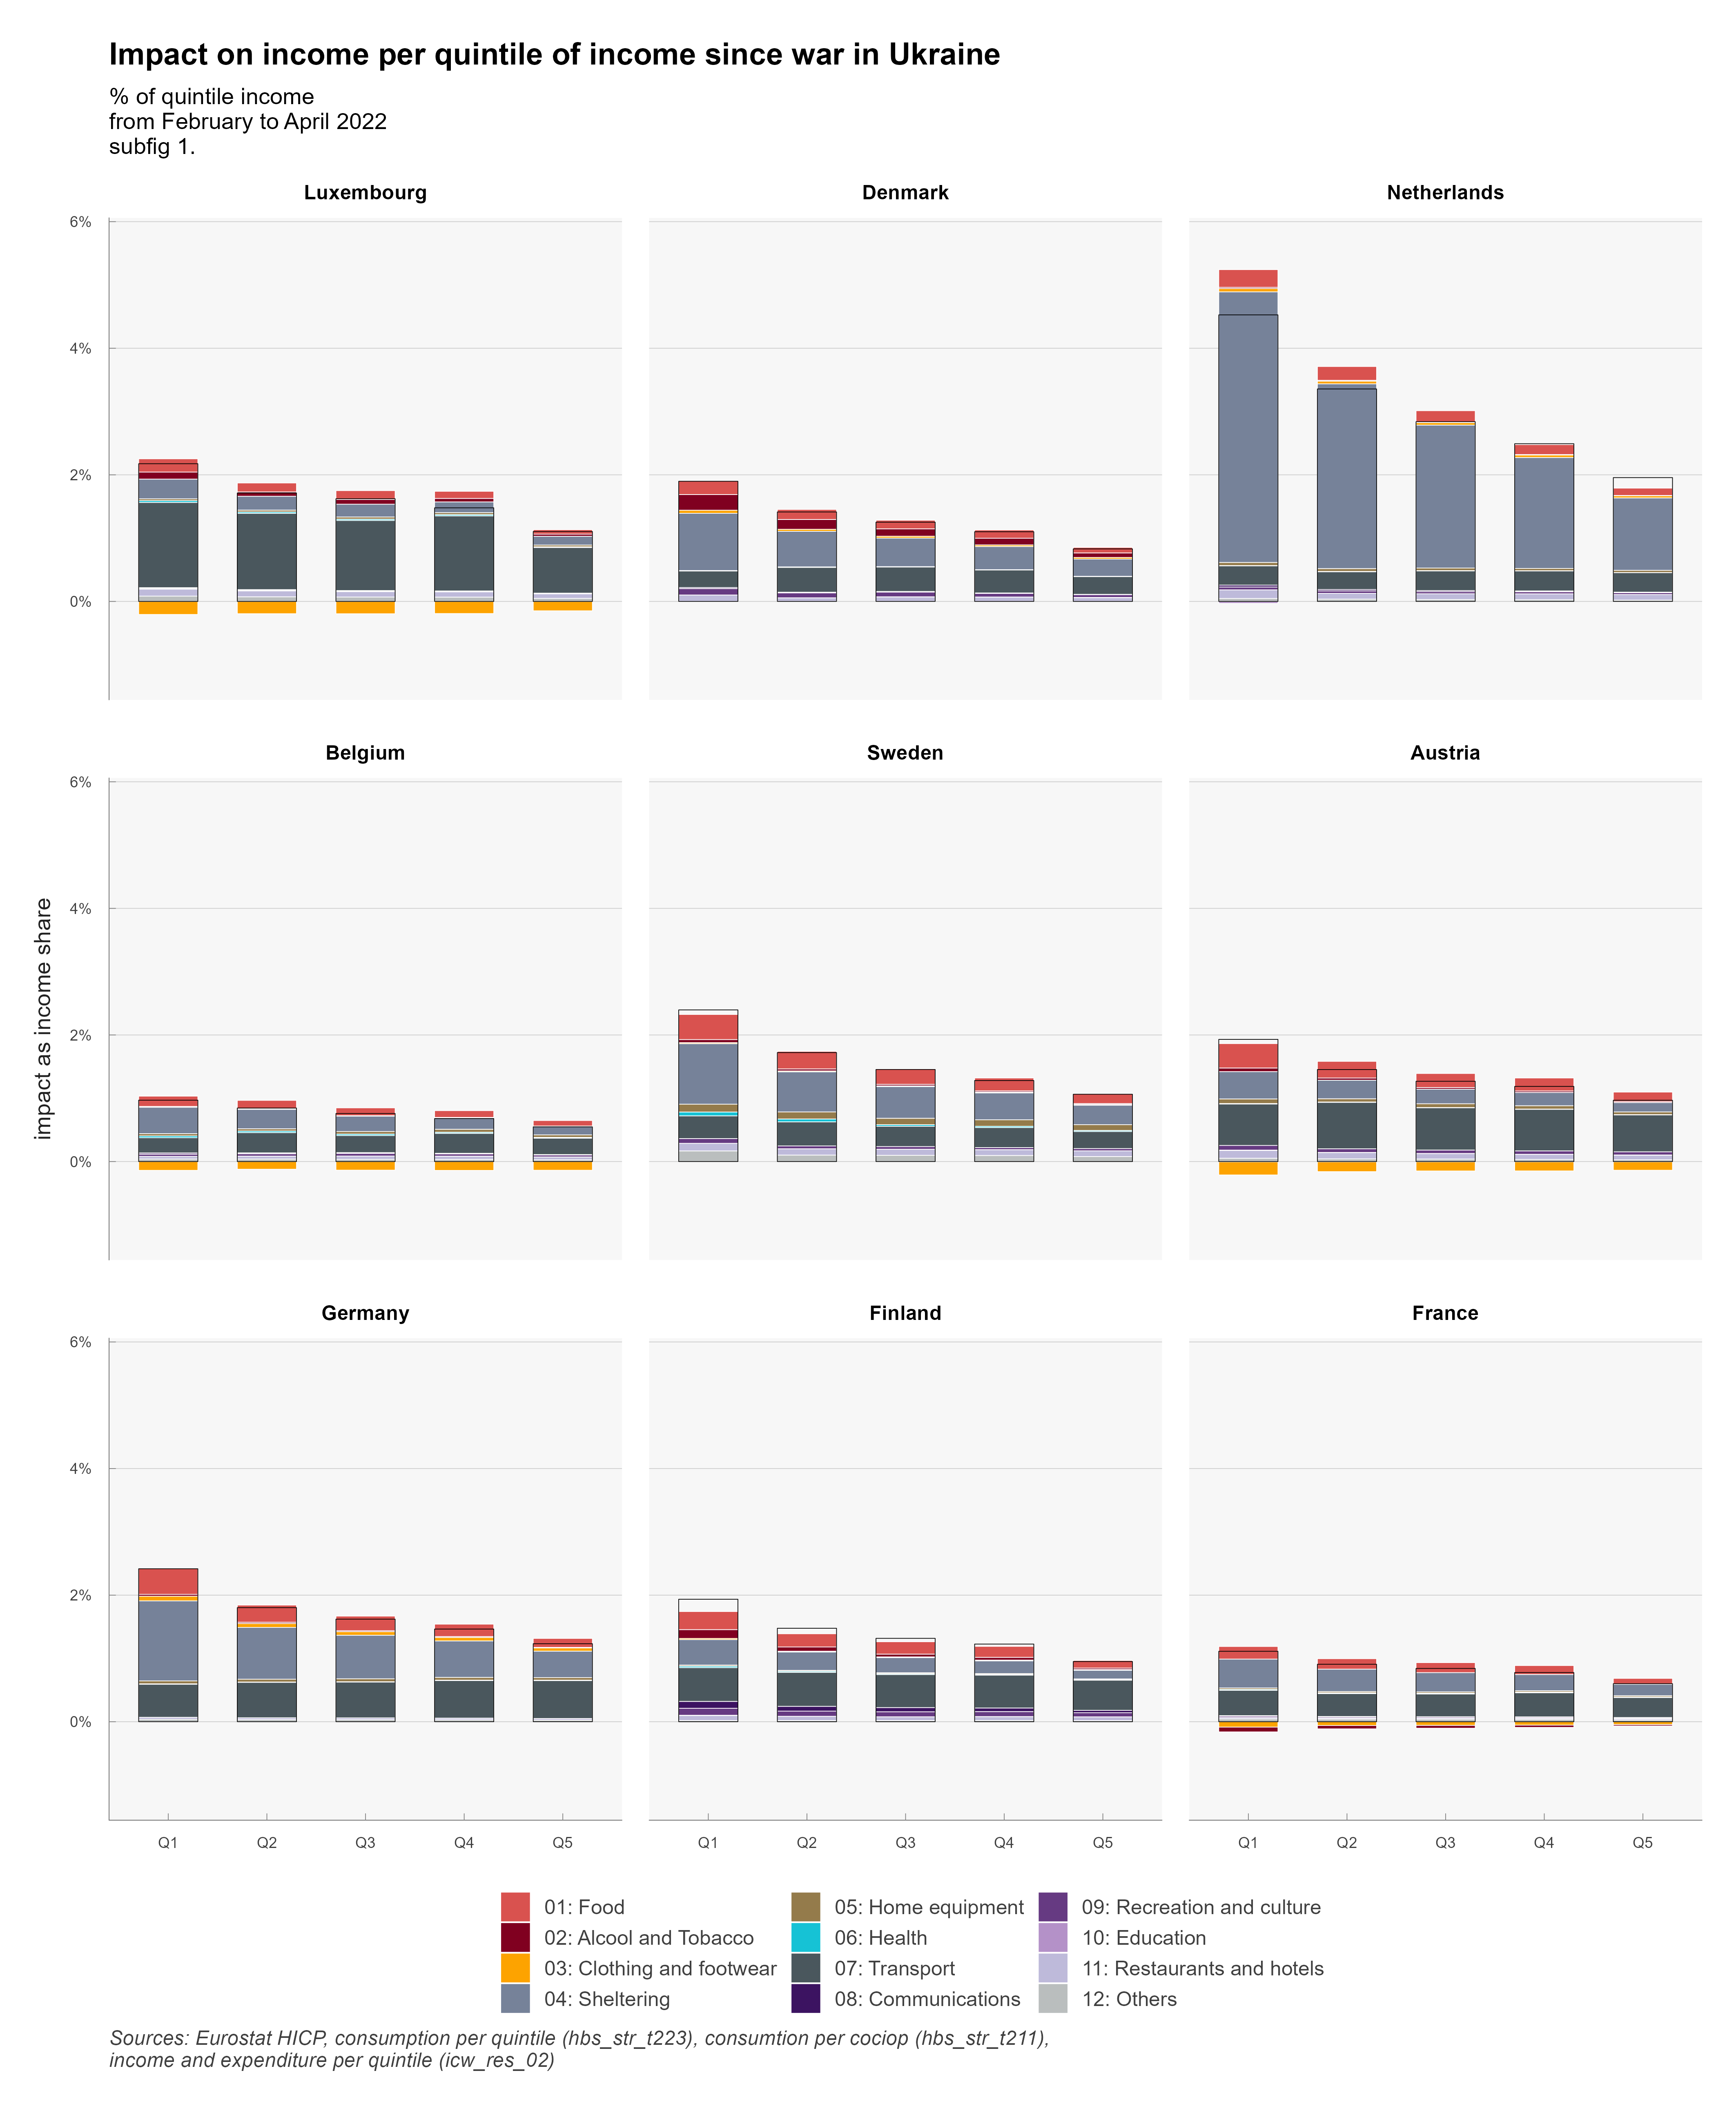 Impact on income per quintile of income since war in Ukraine
% of quintile income
from February to April 2022
subfig 1.
Luxembourg
Denmark
Netherlands
6%
4%
2%
0%
Belgium
Sweden
Austria
6%
4%
2%
0%
impact as income share
Germany
Finland
France
6%
4%
2%
0%
Q1 Q2 Q3 Q4 Q5
Q1 Q2 Q3 Q4 Q5
Q1 Q2 Q3 Q4 Q5
01: Food
02: Alcool and Tobacco
03: Clothing and footwear
04: Sheltering
05: Home equipment
06: Health
07: Transport
08: Communications
09: Recreation and culture
10: Education
11: Restaurants and hotels
12: Others
Sources: Eurostat HICP, consumption per quintile (hbs_str_t223), consumtion per cociop (hbs_str_t211),
income and expenditure per quintile (icw_res_02)